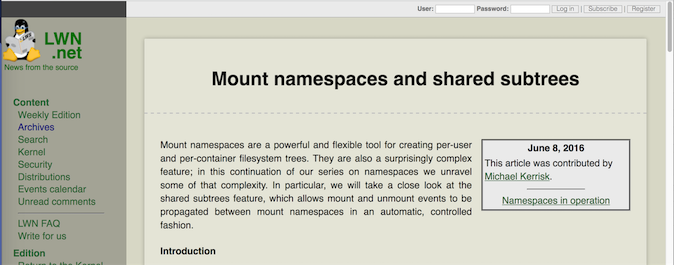 User: Password: Log in | Subscribe | Register
LWN
.net
News from the source
Content
Weekly Edition
Archives
Search
Kernel
Security
Distributions
Events calendar
Unread comments
LWN FAQ
Write for us
Edition
Return to the Kernel
Mount namespaces and shared subtrees
Mount namespaces are a powerful and flexible tool for creating per-user
and per-container filesystem trees. They are also a surprisingly complex
feature; in this continuation of our series on namespaces we unravel
some of that complexity. In particular, we will take a close look at the
shared subtrees feature, which allows mount and unmount events to be
propagated between mount namespaces in an automatic, controlled
fashion.
June 8, 2016
This article was contributed by
Michael Kerrisk.
Namespaces in operation
Introduction